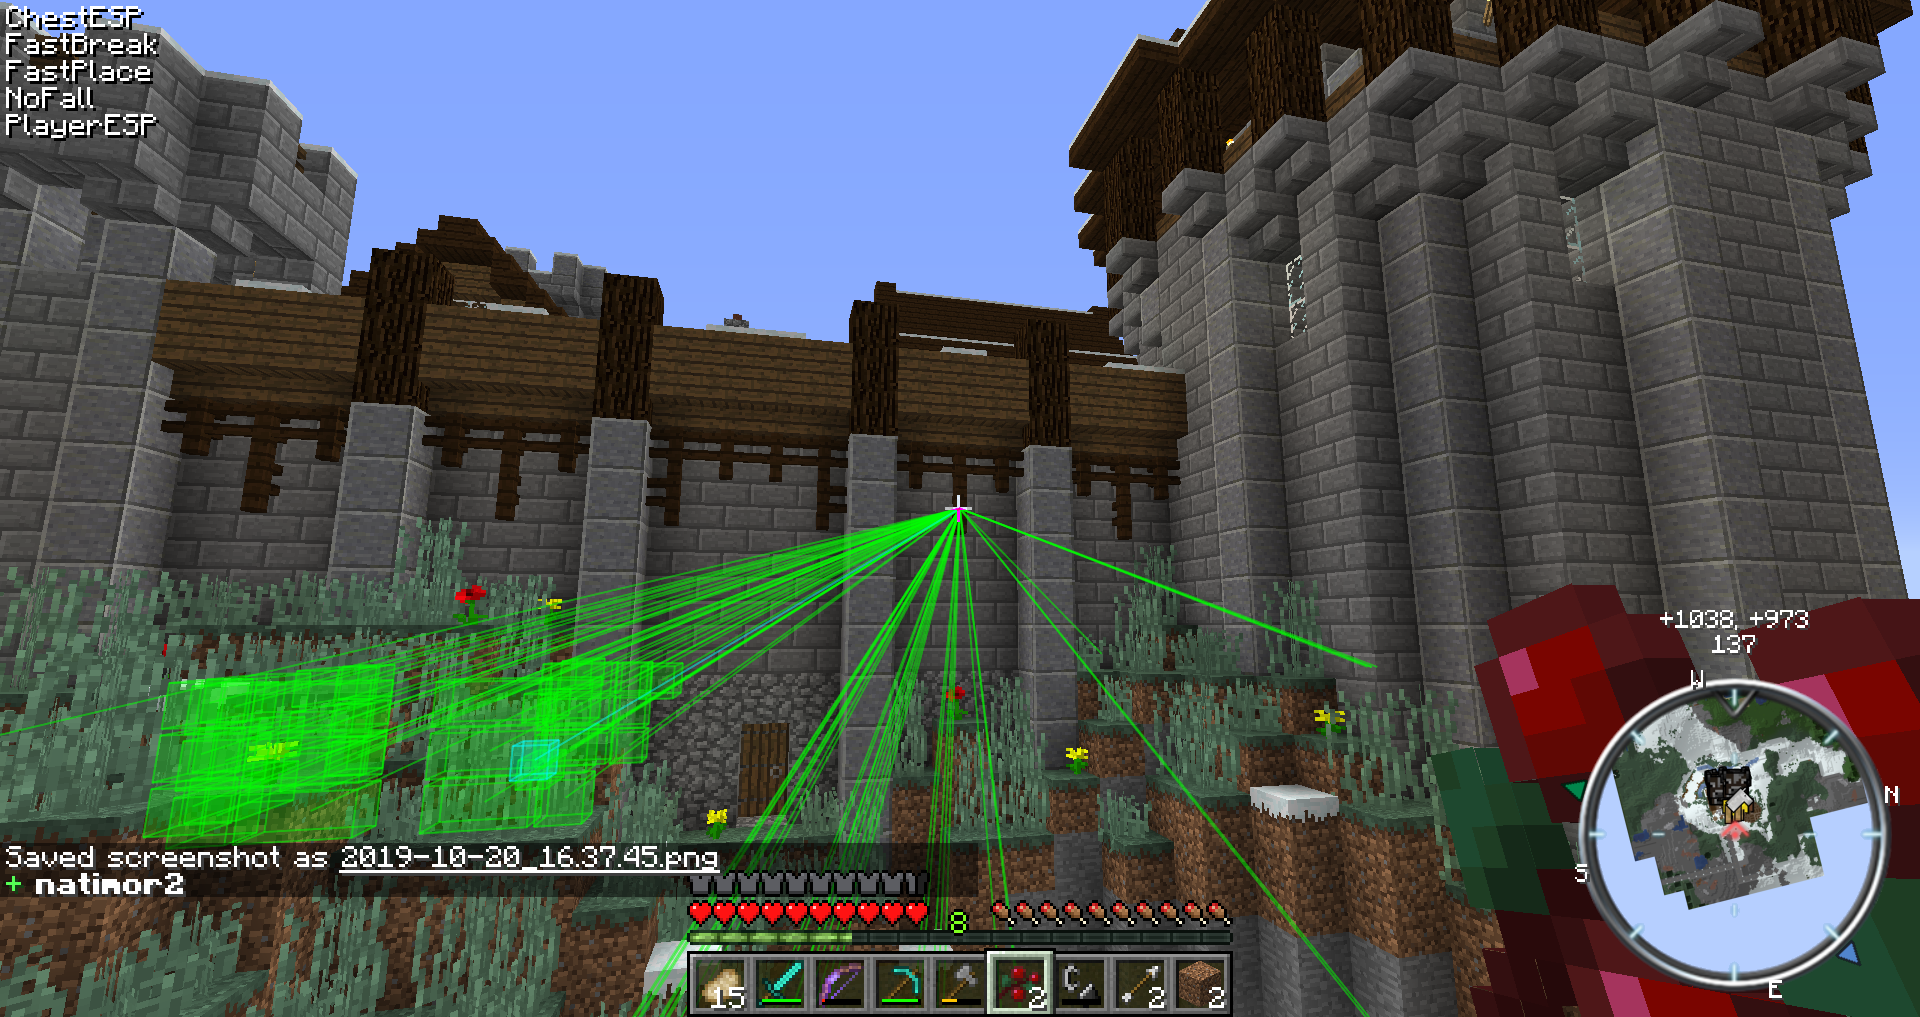 ChestESP
FastBreak
FastPlace
NoFall
PlayerESP
+1038, +973
137
W
N
S
E
Saved screenshot as 2019-10-20_16.37.45.png
+ natimor2
8
15
2
2
2